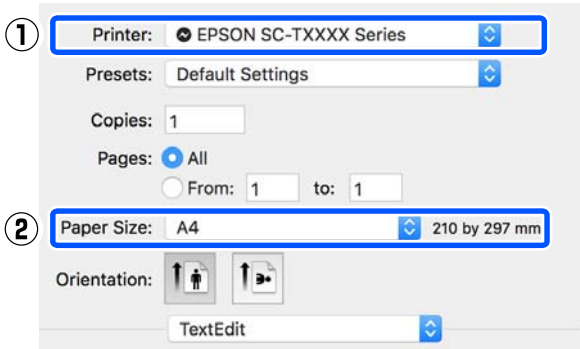 ① Printer: EPSON SC-TXXXX Series
Presets: Default Settings
Copies: 1
Pages: All
From: 1 to: 1
② Paper Size: A4 210 by 297 mm
Orientation:
TextEdit